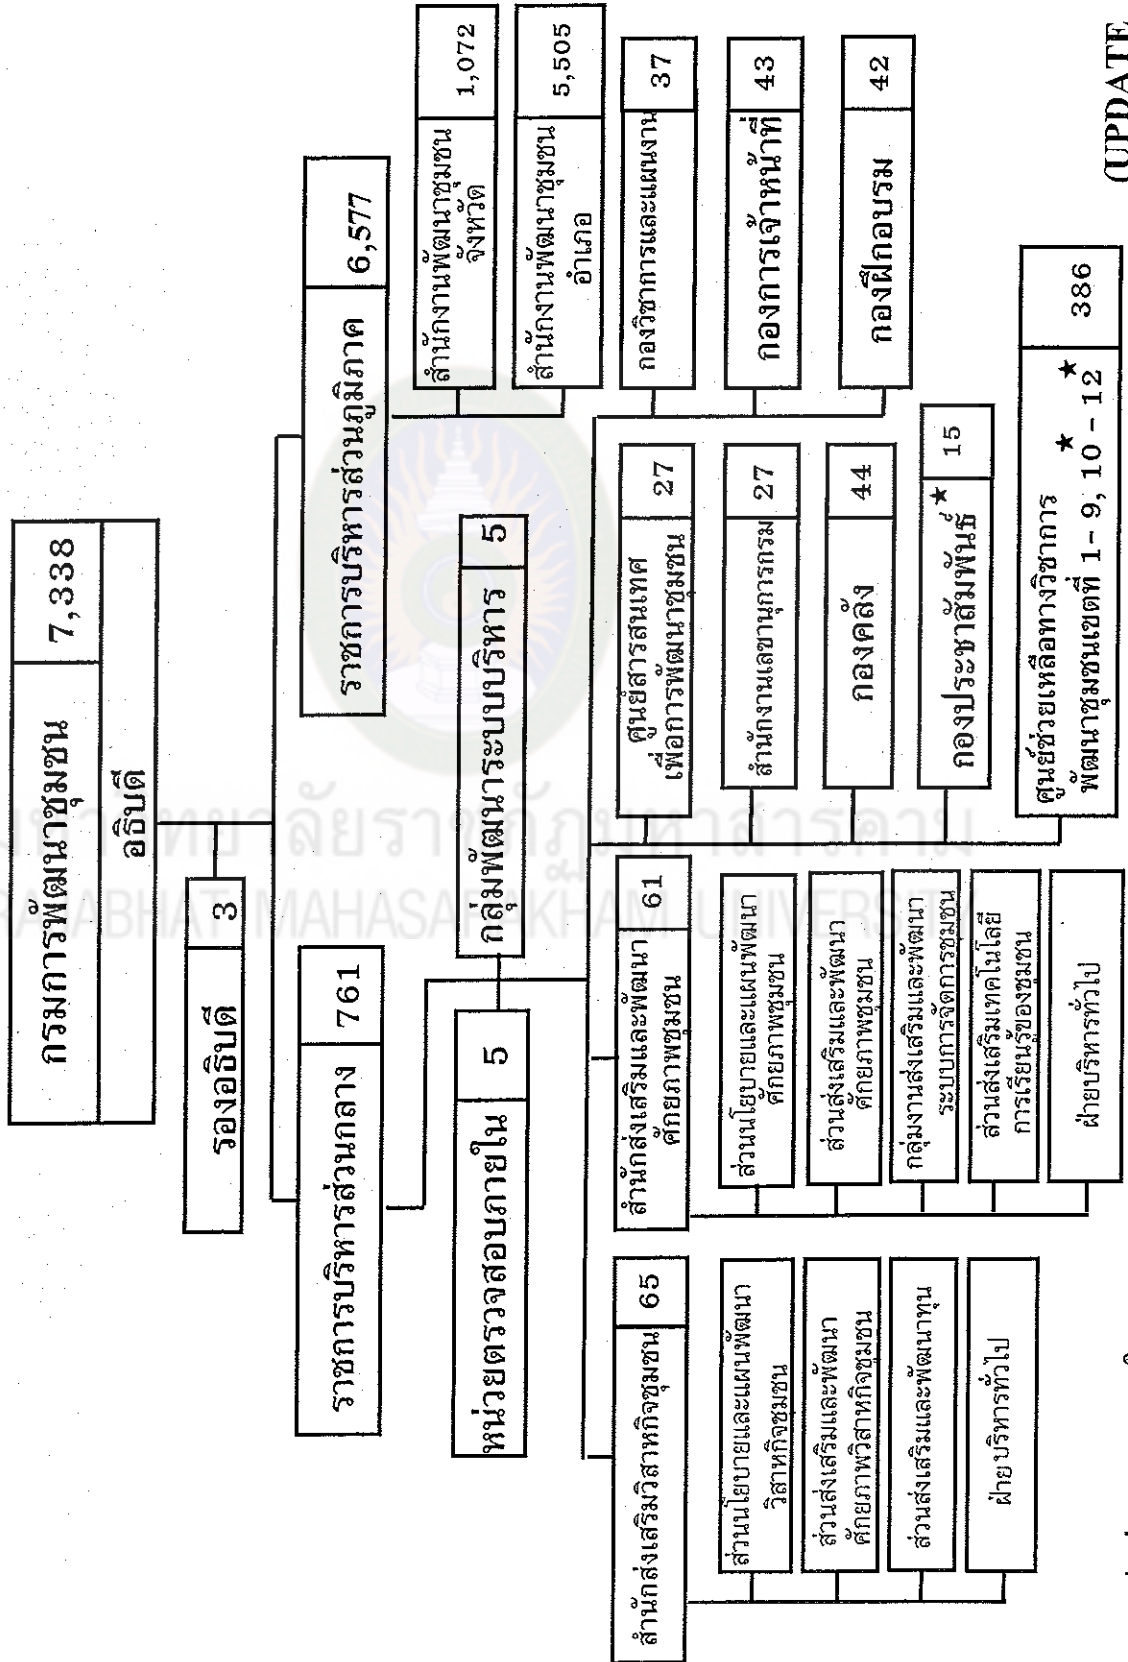 กรมการพัฒนาชุมชน 7,338
อธิบดี
รองอธิบดี 3
ราชการบริหารส่วนกลาง 761
ราชการบริหารส่วนภูมิภาค 6,577
สำนักงานพัฒนาชุมชน 1,072
จังหวัด
สำนักงานพัฒนาชุมชน 5,505
อำเภอ
หน่วยตรวจสอบภายใน 5
กลุ่มพัฒนาระบบบริหาร 5
สำนักส่งเสริมวิสาหกิจชุมชน 65
ส่วนนโยบายและแผนพัฒนา
วิสาหกิจชุมชน
ส่วนส่งเสริมและพัฒนา
ศักยภาพวิสาหกิจชุมชน
ส่วนส่งเสริมและพัฒนาทุน
ฝ่ายบริหารทั่วไป
สำนักส่งเสริมและพัฒนา 61
ศักยภาพชุมชน
ส่วนนโยบายและแผนพัฒนา
ศักยภาพชุมชน
ส่วนส่งเสริมและพัฒนา
ศักยภาพชุมชน
กลุ่มงานส่งเสริมและพัฒนา
ระบบการจัดการชุมชน
ส่วนส่งเสริมเทคโนโลยี
การเรียนรู้ของชุมชน
ฝ่ายบริหารทั่วไป
ศูนย์สารสนเทศ 27
เพื่อการพัฒนาชุมชน
สำนักงานเลขานุการกรม 27
กองคลัง 44
กองประชาสัมพันธ์★ 15
ศูนย์ช่วยเหลือทางวิชาการ 386
พัฒนาชุมชนเขตที่ 1- 9, 10★ - 12★
กองวิชาการและแผนงาน 37
กองการเจ้าหน้าที่ 43
กองฝึกอบรม 42
(UPDATE
RAJABHAT MAHASARAKHAM UNIVERSITY